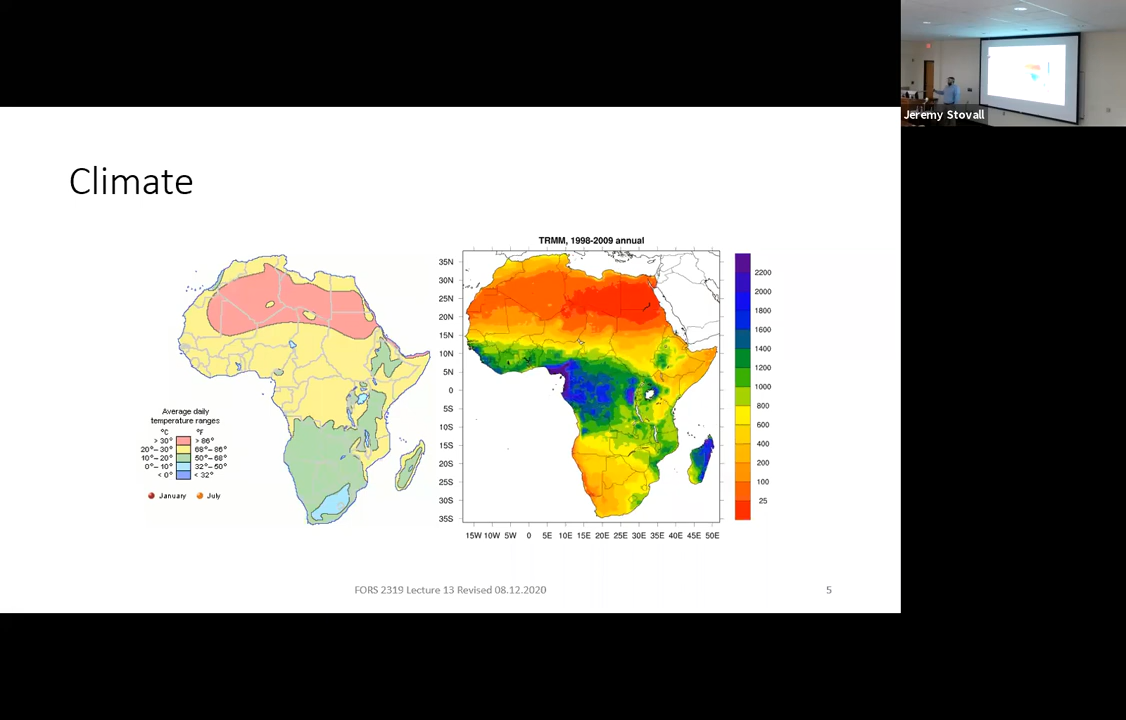 Jeremy Stovall
Climate
Average daily
temperature ranges
°C °F
> 30° > 86°
20°– 30° 68°– 86°
10°– 20° 50°– 68°
0°– 10° 32°– 50°
< 0° < 32°
January July
TRMM, 1998-2009 annual
35N
30N
25N
20N
15N
10N
5N
0
5S
10S
15S
20S
25S
30S
35S
15W 10W 5W 0 5E 10E 15E 20E 25E 30E 35E 40E 45E 50E
2200
2000
1800
1600
1400
1200
1000
800
600
400
200
100
25
FORS 2319 Lecture 13 Revised 08.12.2020
5